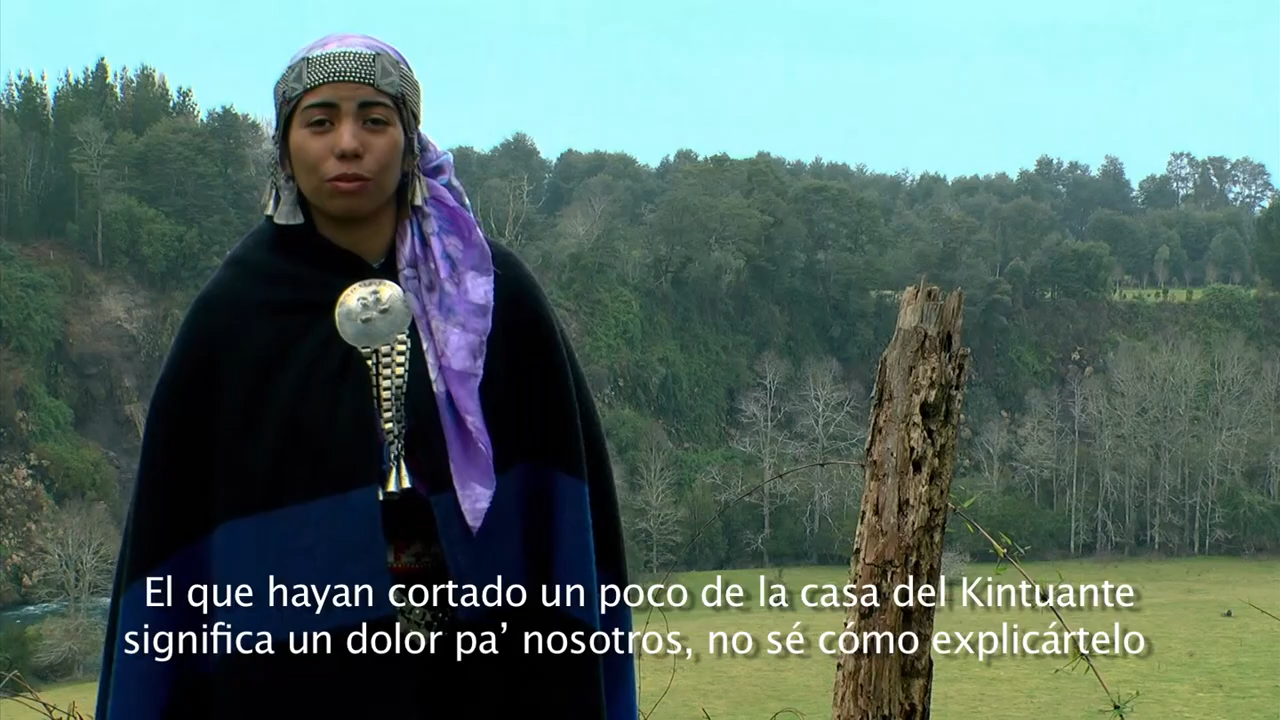 El que hayan cortado un poco de la casa del Kintuante
significa un dolor pa’ nosotros, no sé cómo explicártelo